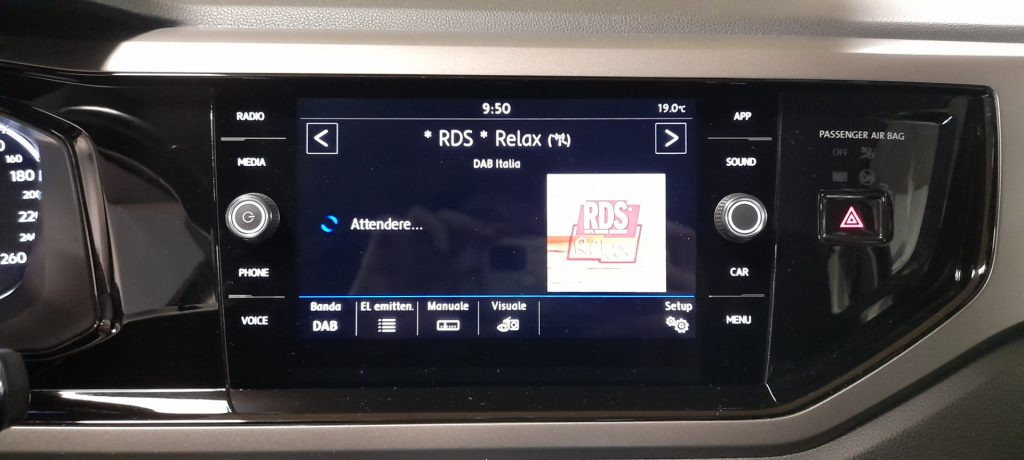 160
180
200
220
260
RADIO
MEDIA
PHONE
VOICE
9:50
19.0°C
< * RDS * Relax >
DAB Italia
Attendere...
RDS
Relax
Banda
DAB
El. emitten.
Manuale
Visuale
Setup
APP
SOUND
CAR
MENU
PASSENGER AIR BAG
OFF